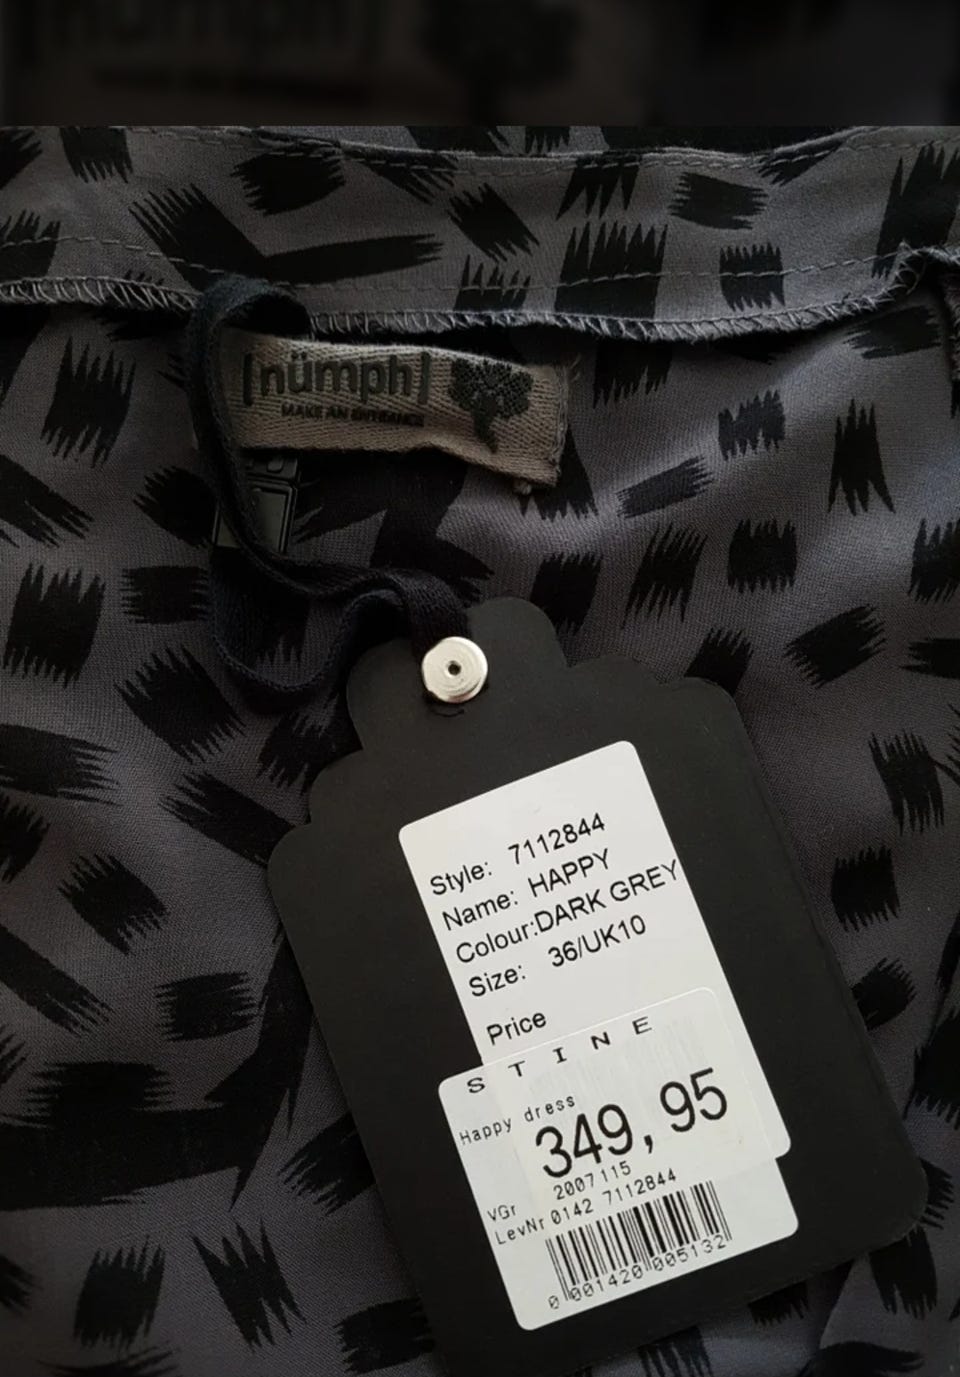 [nümph]
MAKE AN ENTRANCE
Style: 7112844
Name: HAPPY
Colour:DARK GREY
Size: 36/UK10
Price
STINE
Happy dress
349,95
VGr 2007115
LevNr 0142 7112844
0 001420 005132